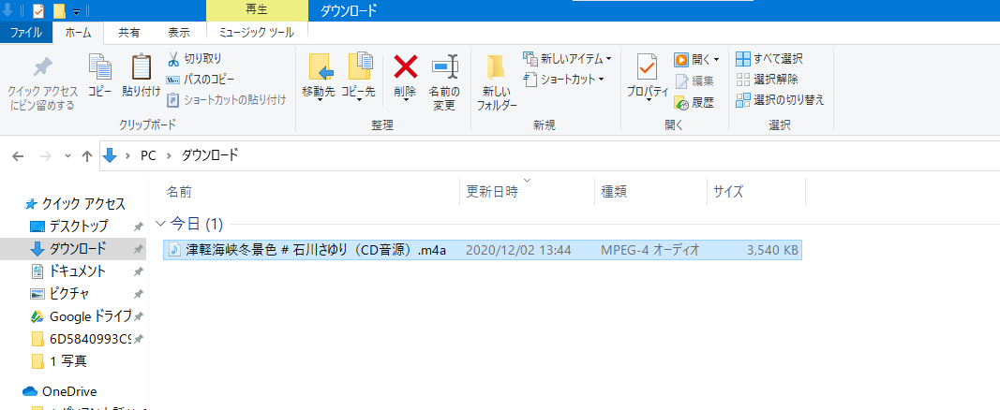 再生
ダウンロード
ファイル
ホーム
共有
表示
ミュージック ツール
クイック アクセス
にピン留めする
コピー
貼り付け
切り取り
パスのコピー
ショートカットの貼り付け
クリップボード
移動先
コピー先
削除
名前の
変更
整理
新しい
フォルダー
新しいアイテム
ショートカット
新規
プロパティ
開く
編集
履歴
開く
すべて選択
選択解除
選択の切り替え
選択
PC
ダウンロード
名前
更新日時
種類
サイズ
今日 (1)
津軽海峡冬景色 # 石川さゆり（CD音源）.m4a
2020/12/02 13:44
MPEG-4 オーディオ
3,540 KB
クイック アクセス
デスクトップ
ダウンロード
ドキュメント
ピクチャ
Google ドライブ
6D5840993C9
1 写真
OneDrive